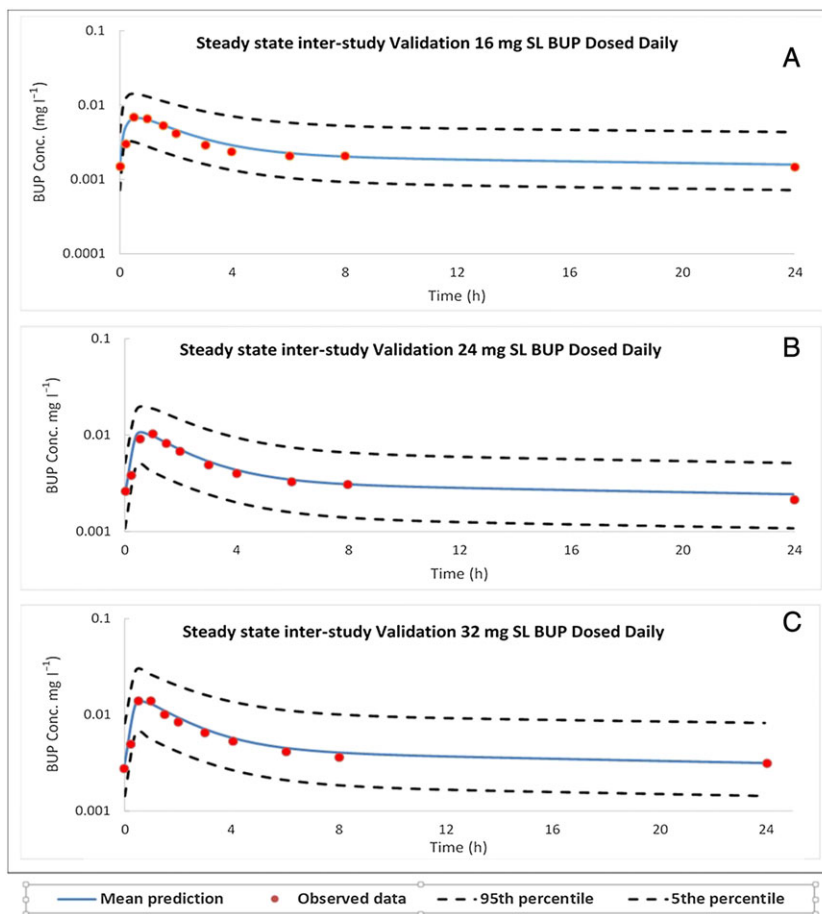 Steady state inter-study Validation 16 mg SL BUP Dosed Daily
A
BUP Conc. (mg l⁻¹)
0.1
0.01
0.001
0.0001
0 4 8 12 16 20 24
Time (h)
Steady state inter-study Validation 24 mg SL BUP Dosed Daily
B
BUP Conc. mg l⁻¹)
0.1
0.01
0.001
0 4 8 12 16 20 24
Time (h)
Steady state inter-study Validation 32 mg SL BUP Dosed Daily
C
BUP Conc. mg l⁻¹)
0.1
0.01
0.001
0 4 8 12 16 20 24
Time (h)
Mean prediction Observed data 95th percentile 5the percentile